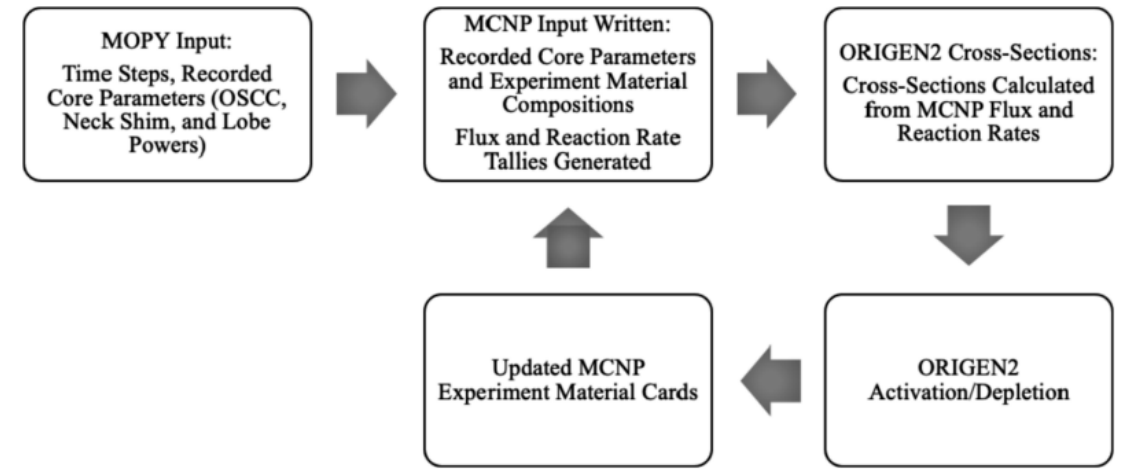 MOPY Input:
Time Steps, Recorded
Core Parameters (OSCC,
Neck Shim, and Lobe
Powers)
MCNP Input Written:
Recorded Core Parameters
and Experiment Material
Compositions
Flux and Reaction Rate
Tallies Generated
ORIGEN2 Cross-Sections:
Cross-Sections Calculated
from MCNP Flux and
Reaction Rates
ORIGEN2
Activation/Depletion
Updated MCNP
Experiment Material Cards